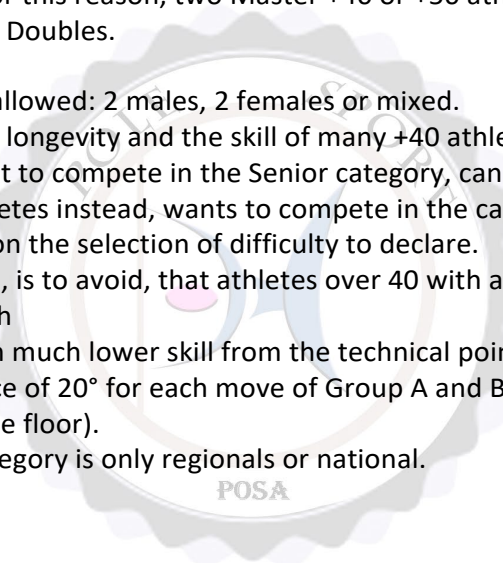 or this reason, two Master +40 or +50 ath
Doubles.
allowed: 2 males, 2 females or mixed.
longevity and the skill of many +40 athle
t to compete in the Senior category, can
etes instead, wants to compete in the ca
on the selection of difficulty to declare.
, is to avoid, that athletes over 40 with a
h
n much lower skill from the technical poin
ce of 20° for each move of Group A and B
e floor).
egory is only regionals or national.
POLE SPORT
POSA